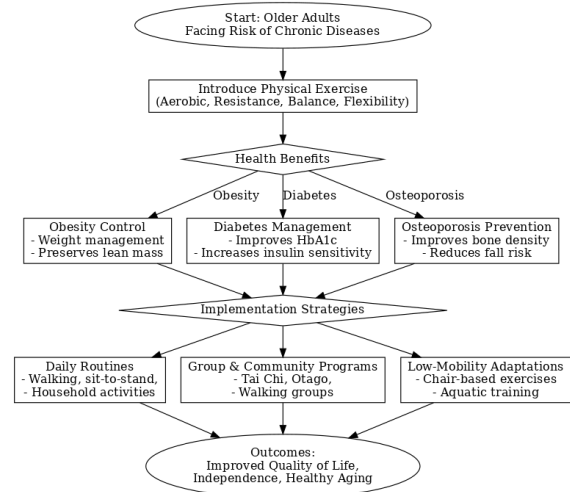 Start: Older Adults
Facing Risk of Chronic Diseases
Introduce Physical Exercise
(Aerobic, Resistance, Balance, Flexibility)
Health Benefits
Obesity
Diabetes
Osteoporosis
Obesity Control
- Weight management
- Preserves lean mass
Diabetes Management
- Improves HbA1c
- Increases insulin sensitivity
Osteoporosis Prevention
- Improves bone density
- Reduces fall risk
Implementation Strategies
Daily Routines
- Walking, sit-to-stand,
- Household activities
Group & Community Programs
- Tai Chi, Otago,
- Walking groups
Low-Mobility Adaptations
- Chair-based exercises
- Aquatic training
Outcomes:
Improved Quality of Life,
Independence, Healthy Aging